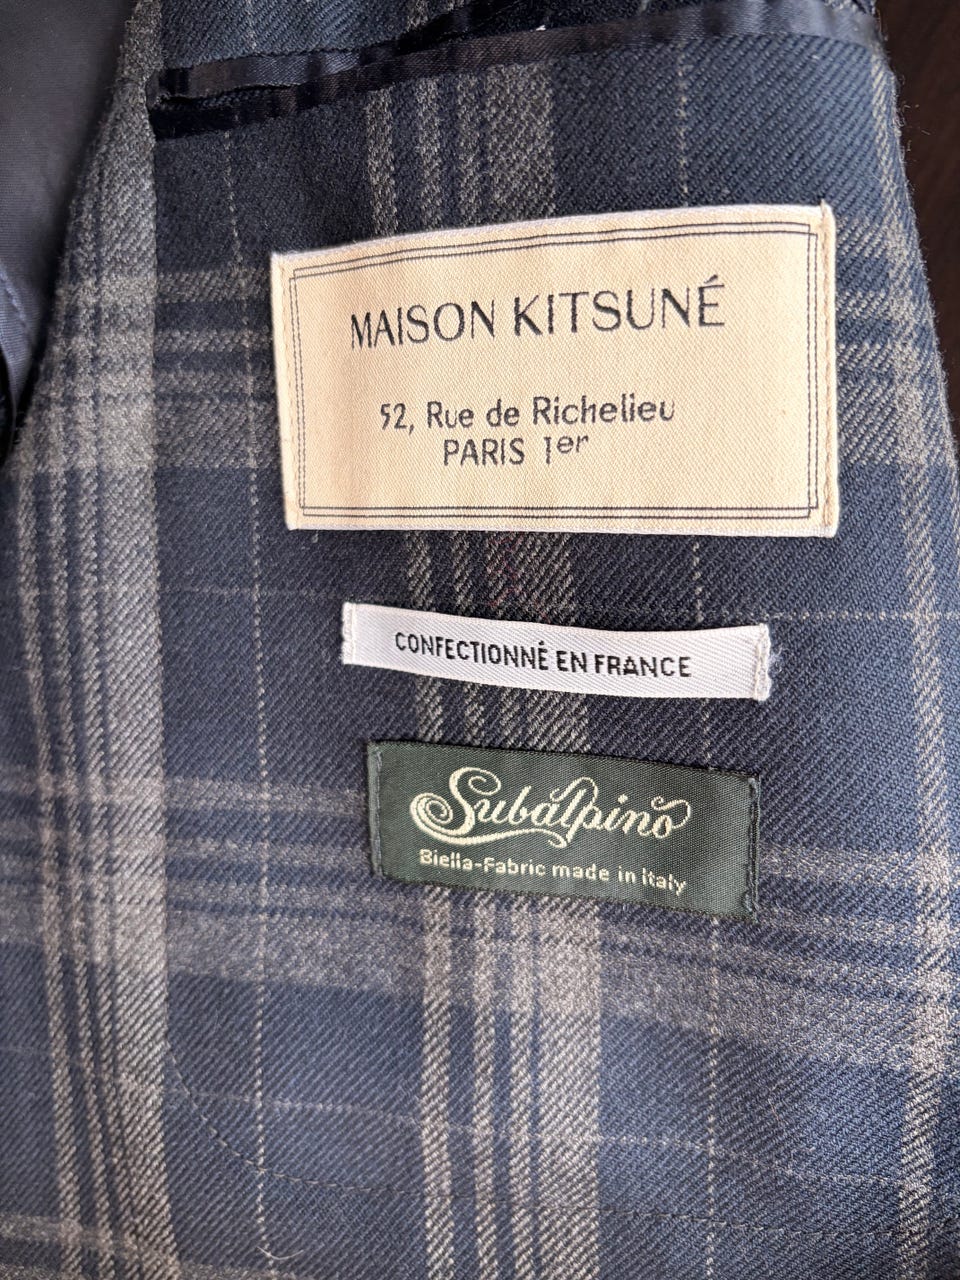 MAISON KITSUNÉ
52, Rue de Richelieu
PARIS 1er
CONFECTIONNÉ EN FRANCE
Subalpino
Biella-Fabric made in Italy